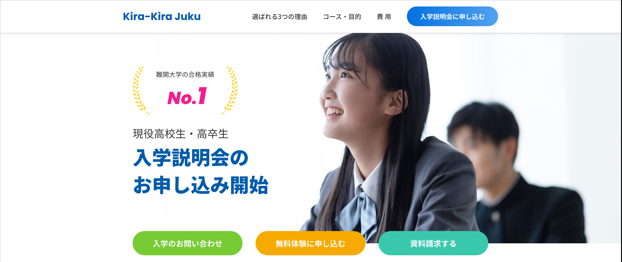 Kira-Kira Juku
選ばれる3つの理由
コース・目的
費 用
入学説明会に申し込む
難関大学の合格実績
No.1
現役高校生・高卒生
入学説明会の
お申し込み開始
入学のお問い合わせ
無料体験に申し込む
資料請求する